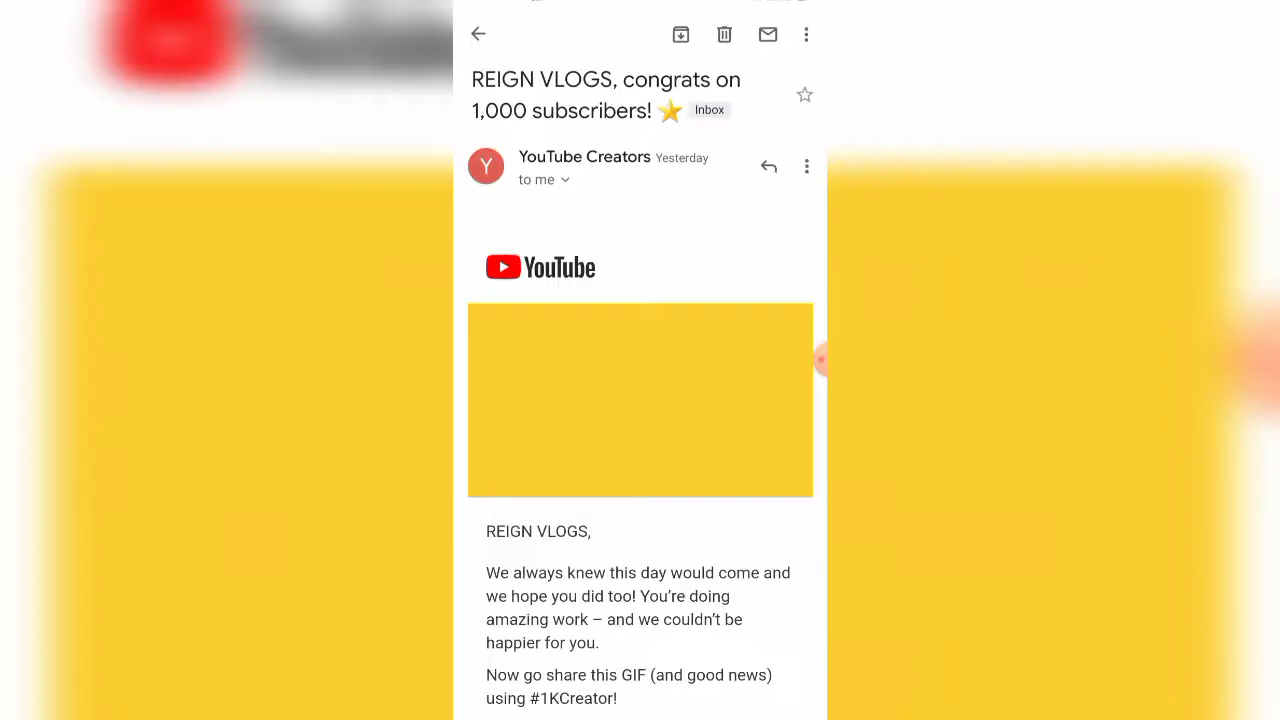 REIGN VLOGS, congrats on
1,000 subscribers! ⭐ Inbox
Y
YouTube Creators Yesterday
to me
YouTube
REIGN VLOGS,
We always knew this day would come and
we hope you did too! You're doing
amazing work – and we couldn't be
happier for you.
Now go share this GIF (and good news)
using #1KCreator!